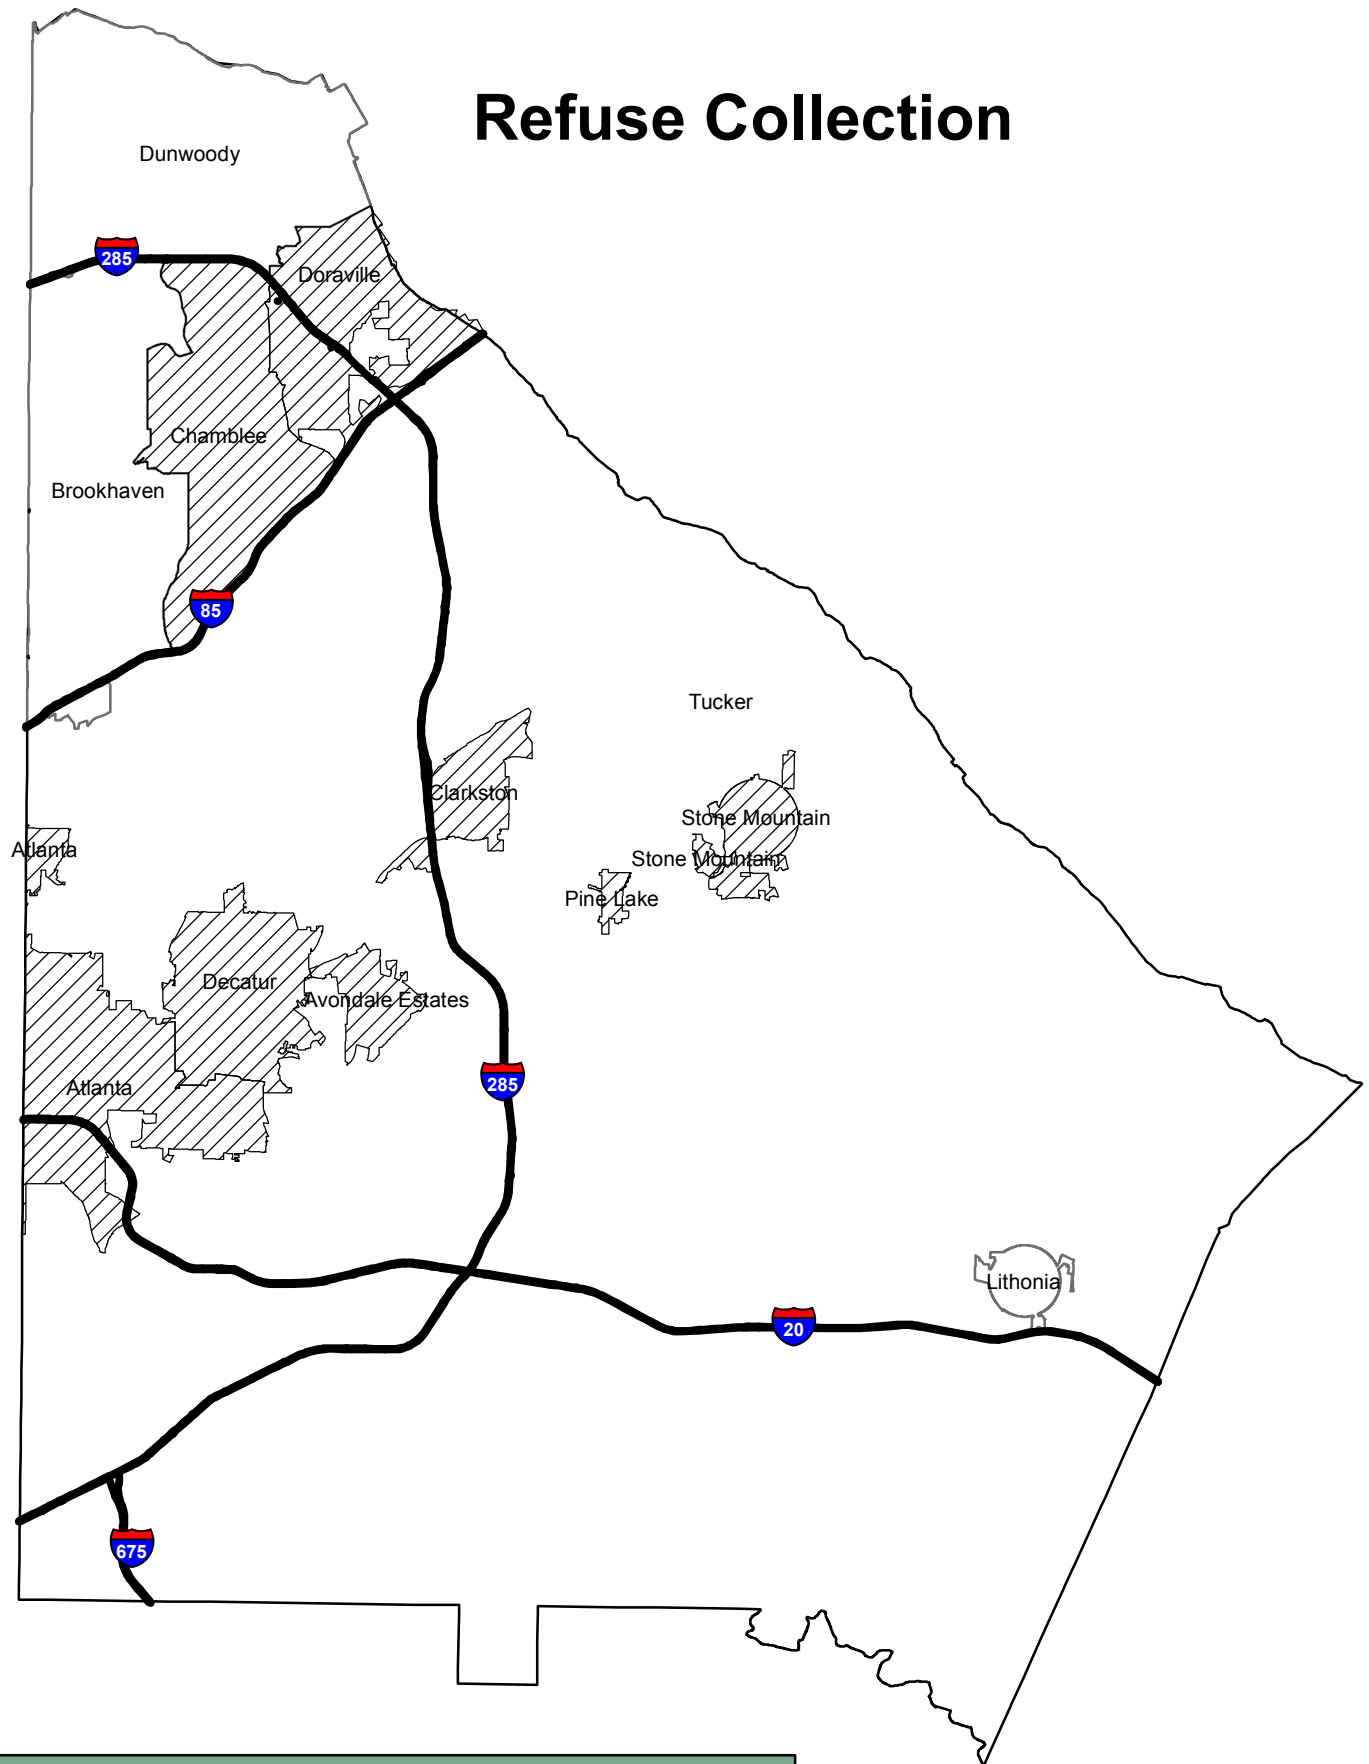 Refuse Collection
Dunwoody
285
Doraville
Chamblee
Brookhaven
85
Tucker
Clarkston
Stone Mountain
Atlanta
Stone Mountain
Pine Lake
Decatur
Avondale Estates
285
Atlanta
Lithonia
20
675